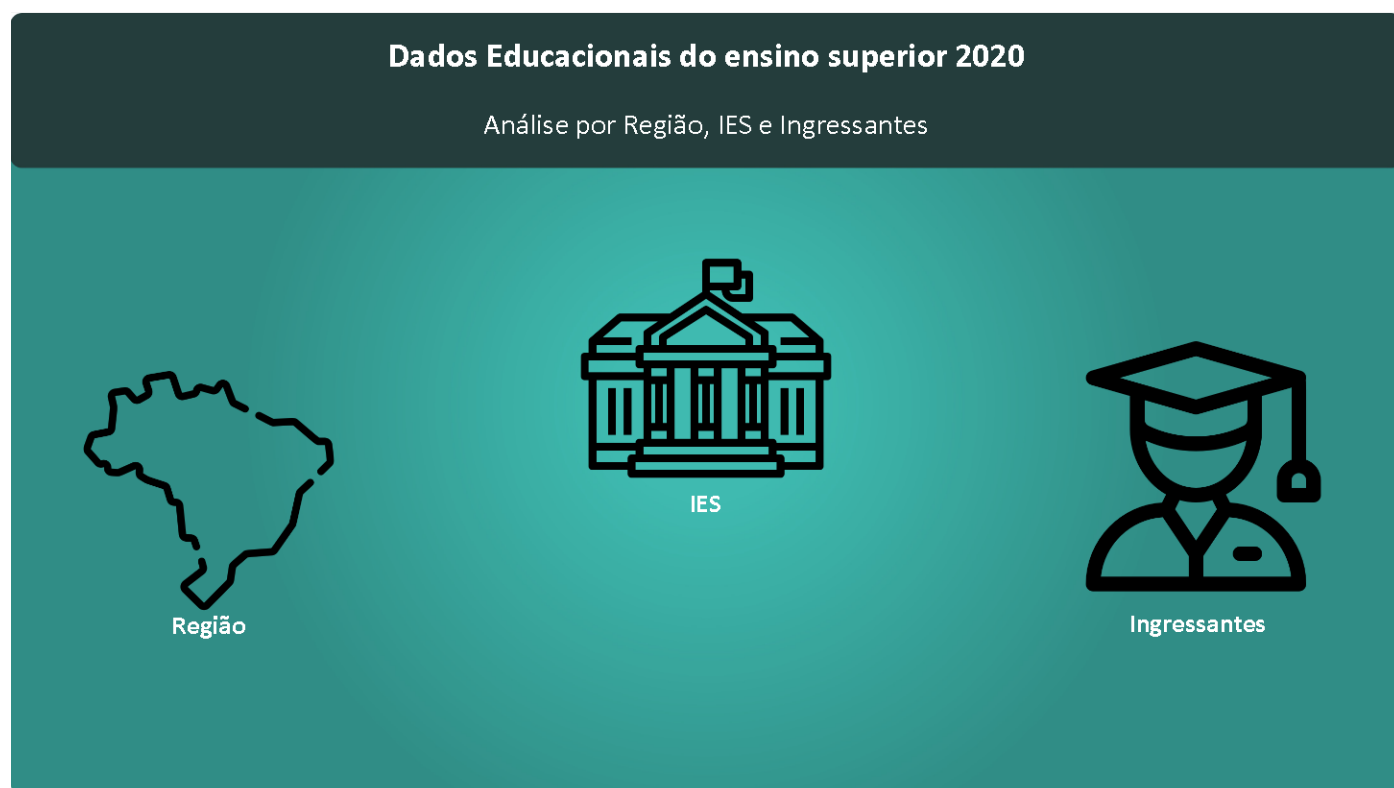 Dados Educacionais do ensino superior 2020
Análise por Região, IES e Ingressantes
IES
Região
Ingressantes